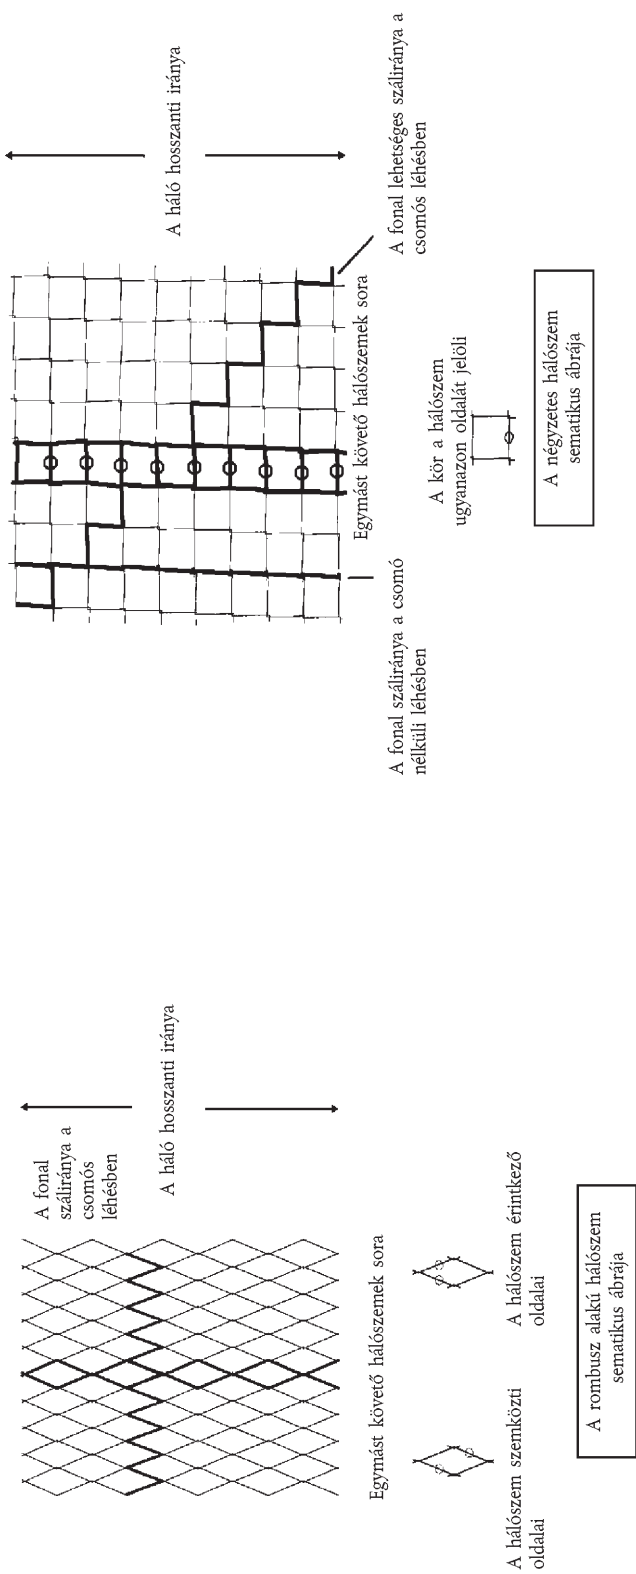 A fonal
száliránya a
csomós
léhésben
A háló hosszanti iránya
Egymást követő hálószemek sora
A hálószem szemközti
oldalai
A hálószem érintkező
oldalai
A rombusz alakú hálószem
sematikus ábrája
A háló hosszanti iránya
A fonal lehetséges száliránya a
csomós léhésben
Egymást követő hálószemek sora
A fonal száliránya a csomó
nélküli léhésben
A kör a hálószem
ugyanazon oldalát jelöli
A négyzetes hálószem
sematikus ábrája